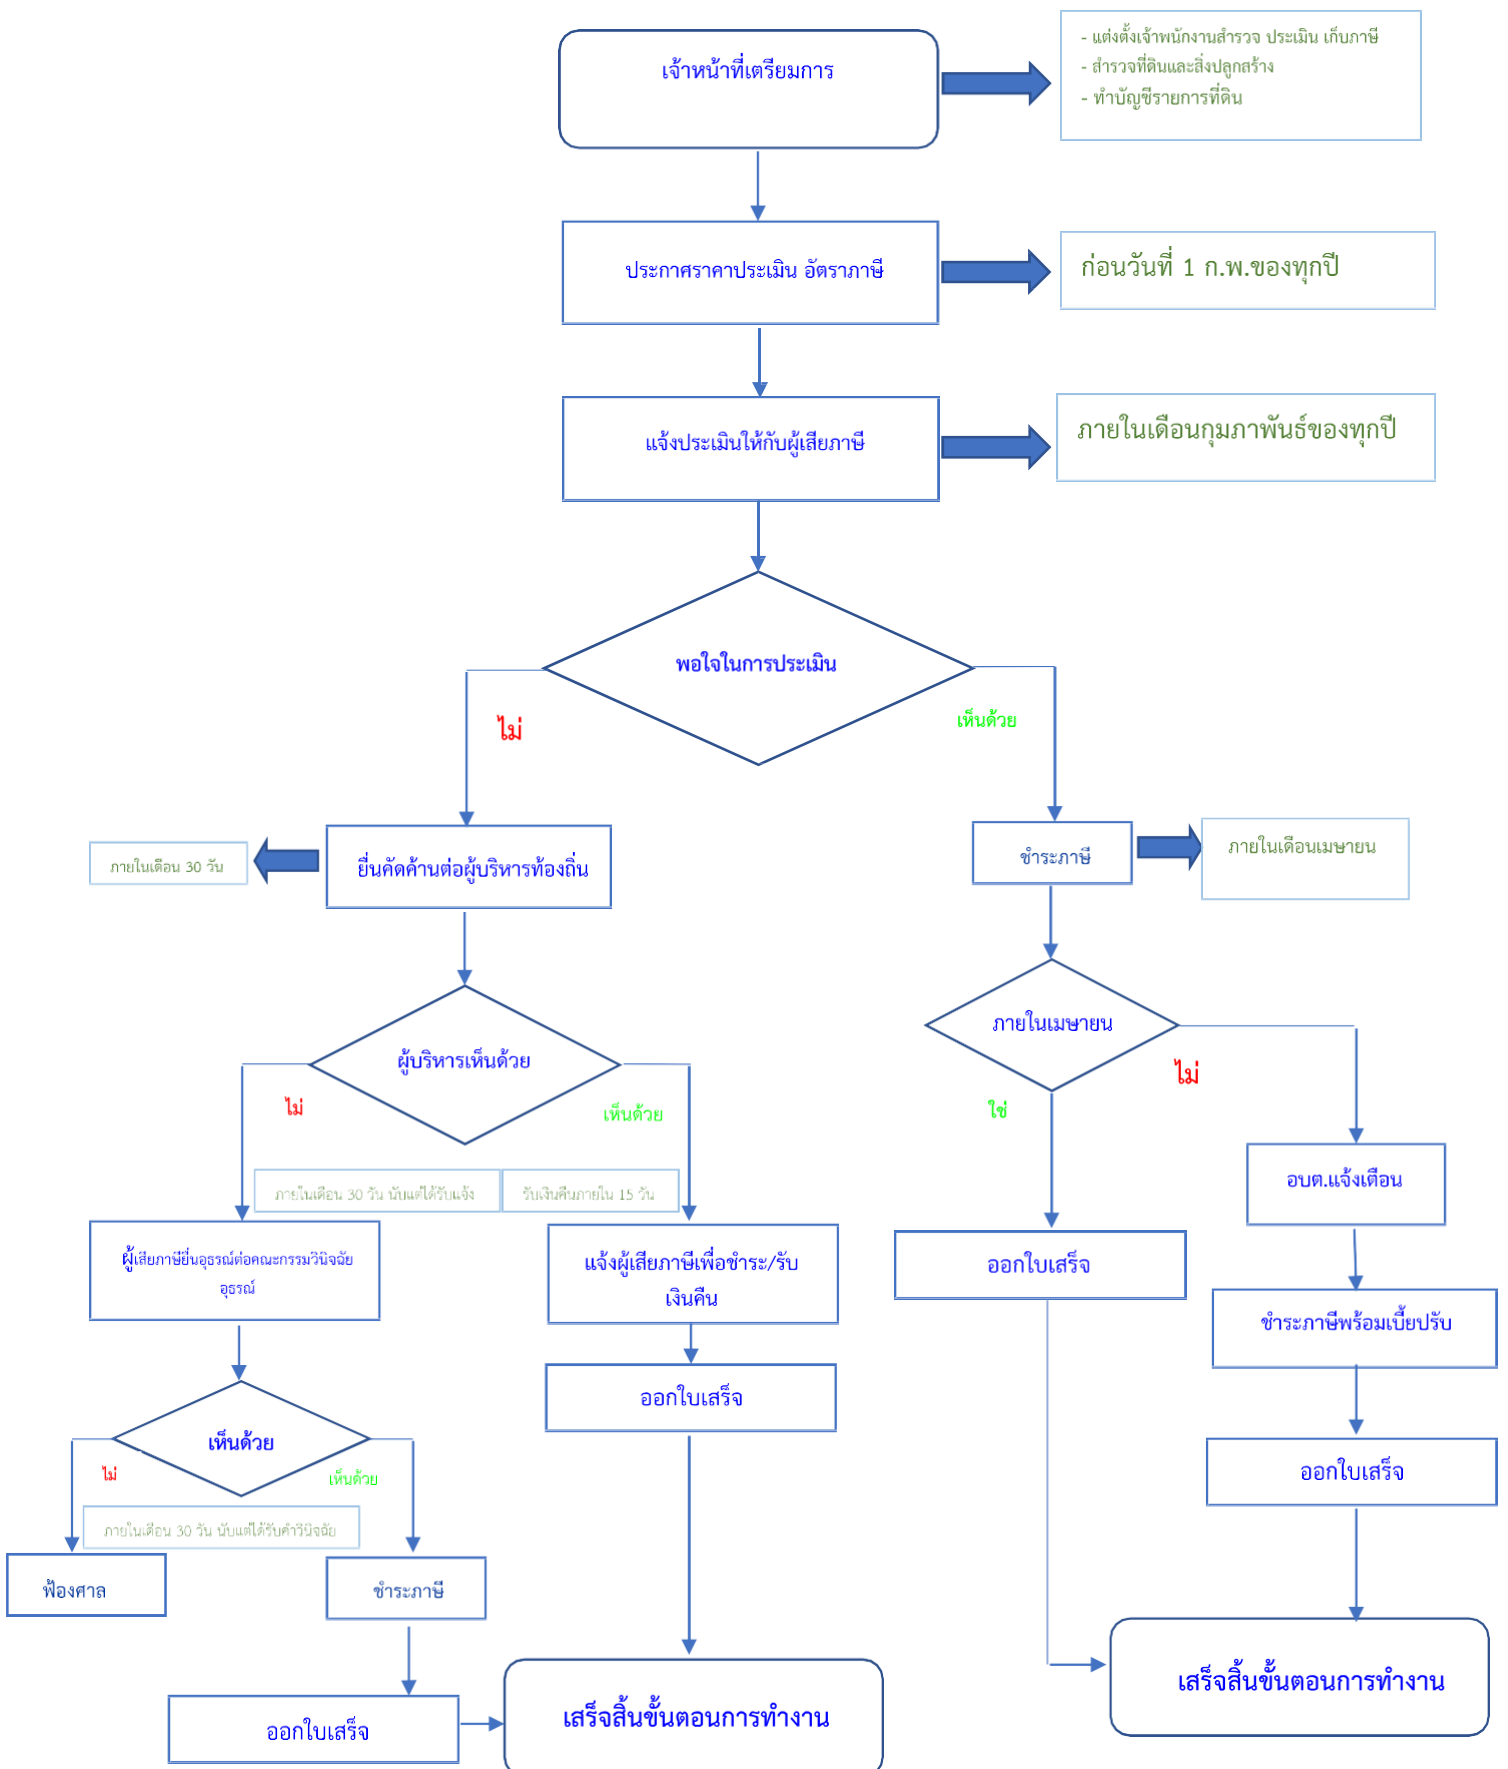 เจ้าหน้าที่เตรียมการ
- แต่งตั้งเจ้าพนักงานสำรวจ ประเมิน เก็บภาษี
- สำรวจที่ดินและสิ่งปลูกสร้าง
- ทำบัญชีรายการที่ดิน
ประกาศราคาประเมิน อัตราภาษี
ก่อนวันที่ 1 ก.พ.ของทุกปี
แจ้งประเมินให้กับผู้เสียภาษี
ภายในเดือนกุมภาพันธ์ของทุกปี
พอใจในการประเมิน
ไม่
เห็นด้วย
ภายในเดือน 30 วัน
ยื่นคัดค้านต่อผู้บริหารท้องถิ่น
ชำระภาษี
ภายในเดือนเมษายน
ผู้บริหารเห็นด้วย
ภายในเมษายน
ไม่
เห็นด้วย
ใช่
ไม่
ภายในเดือน 30 วัน นับแต่ได้รับแจ้ง
รับเงินคืนภายใน 15 วัน
อบต.แจ้งเตือน
ผู้เสียภาษียื่นอุธรณ์ต่อคณะกรรมวินิจฉัย
อุธรณ์
แจ้งผู้เสียภาษีเพื่อชำระ/รับ
เงินคืน
ออกใบเสร็จ
ชำระภาษีพร้อมเบี้ยปรับ
ออกใบเสร็จ
เห็นด้วย
ไม่
เห็นด้วย
ออกใบเสร็จ
ภายในเดือน 30 วัน นับแต่ได้รับคำวินิจฉัย
ฟ้องศาล
ชำระภาษี
ออกใบเสร็จ
เสร็จสิ้นขั้นตอนการทำงาน
เสร็จสิ้นขั้นตอนการทำงาน